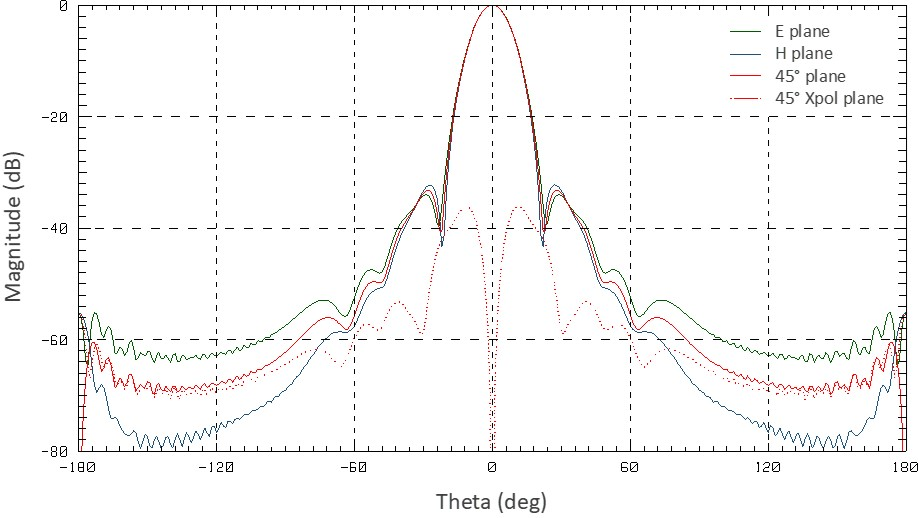 0
-20
-40
-60
-80
-180
-120
-60
0
60
120
180
Magnitude (dB)
Theta (deg)
E plane
H plane
45° plane
45° Xpol plane